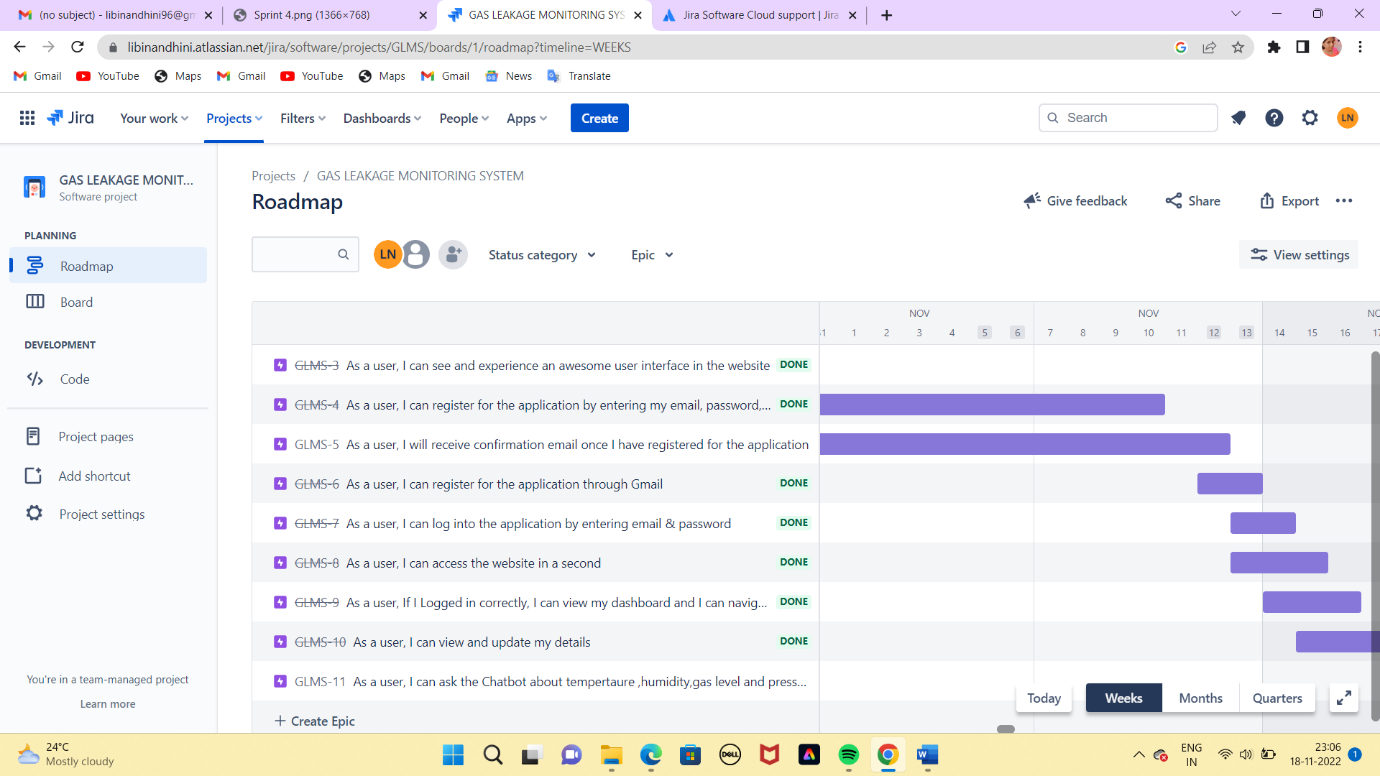 (no subject) - libinandhini96@gm
Sprint 4.png (1366×768)
GAS LEAKAGE MONITORING SYS
Jira Software Cloud support | Jira
libinandhini.atlassian.net/jira/software/projects/GLMS/boards/1/roadmap?timeline=WEEKS
Gmail YouTube Maps Gmail YouTube Maps Gmail News Translate
Jira Your work Projects Filters Dashboards People Apps Create Search LN
GAS LEAKAGE MONIT...
Software project
PLANNING
Roadmap
Board
DEVELOPMENT
Code
Project pages
Add shortcut
Project settings
You're in a team-managed project
Learn more
Projects / GAS LEAKAGE MONITORING SYSTEM
Roadmap
Give feedback Share Export
LN Status category Epic View settings
NOV NOV NO
1 1 2 3 4 5 6 7 8 9 10 11 12 13 14 15 16 17
GLMS-3 As a user, I can see and experience an awesome user interface in the website DONE
GLMS-4 As a user, I can register for the application by entering my email, password,... DONE
GLMS-5 As a user, I will receive confirmation email once I have registered for the application
GLMS-6 As a user, I can register for the application through Gmail DONE
GLMS-7 As a user, I can log into the application by entering email & password DONE
GLMS-8 As a user, I can access the website in a second DONE
GLMS-9 As a user, If I Logged in correctly, I can view my dashboard and I can navig... DONE
GLMS-10 As a user, I can view and update my details DONE
GLMS-11 As a user, I can ask the Chatbot about tempertaure ,humidity,gas level and press...
Create Epic
Today Weeks Months Quarters
24°C
Mostly cloudy
DELL
ENG
IN
23:06
18-11-2022
1